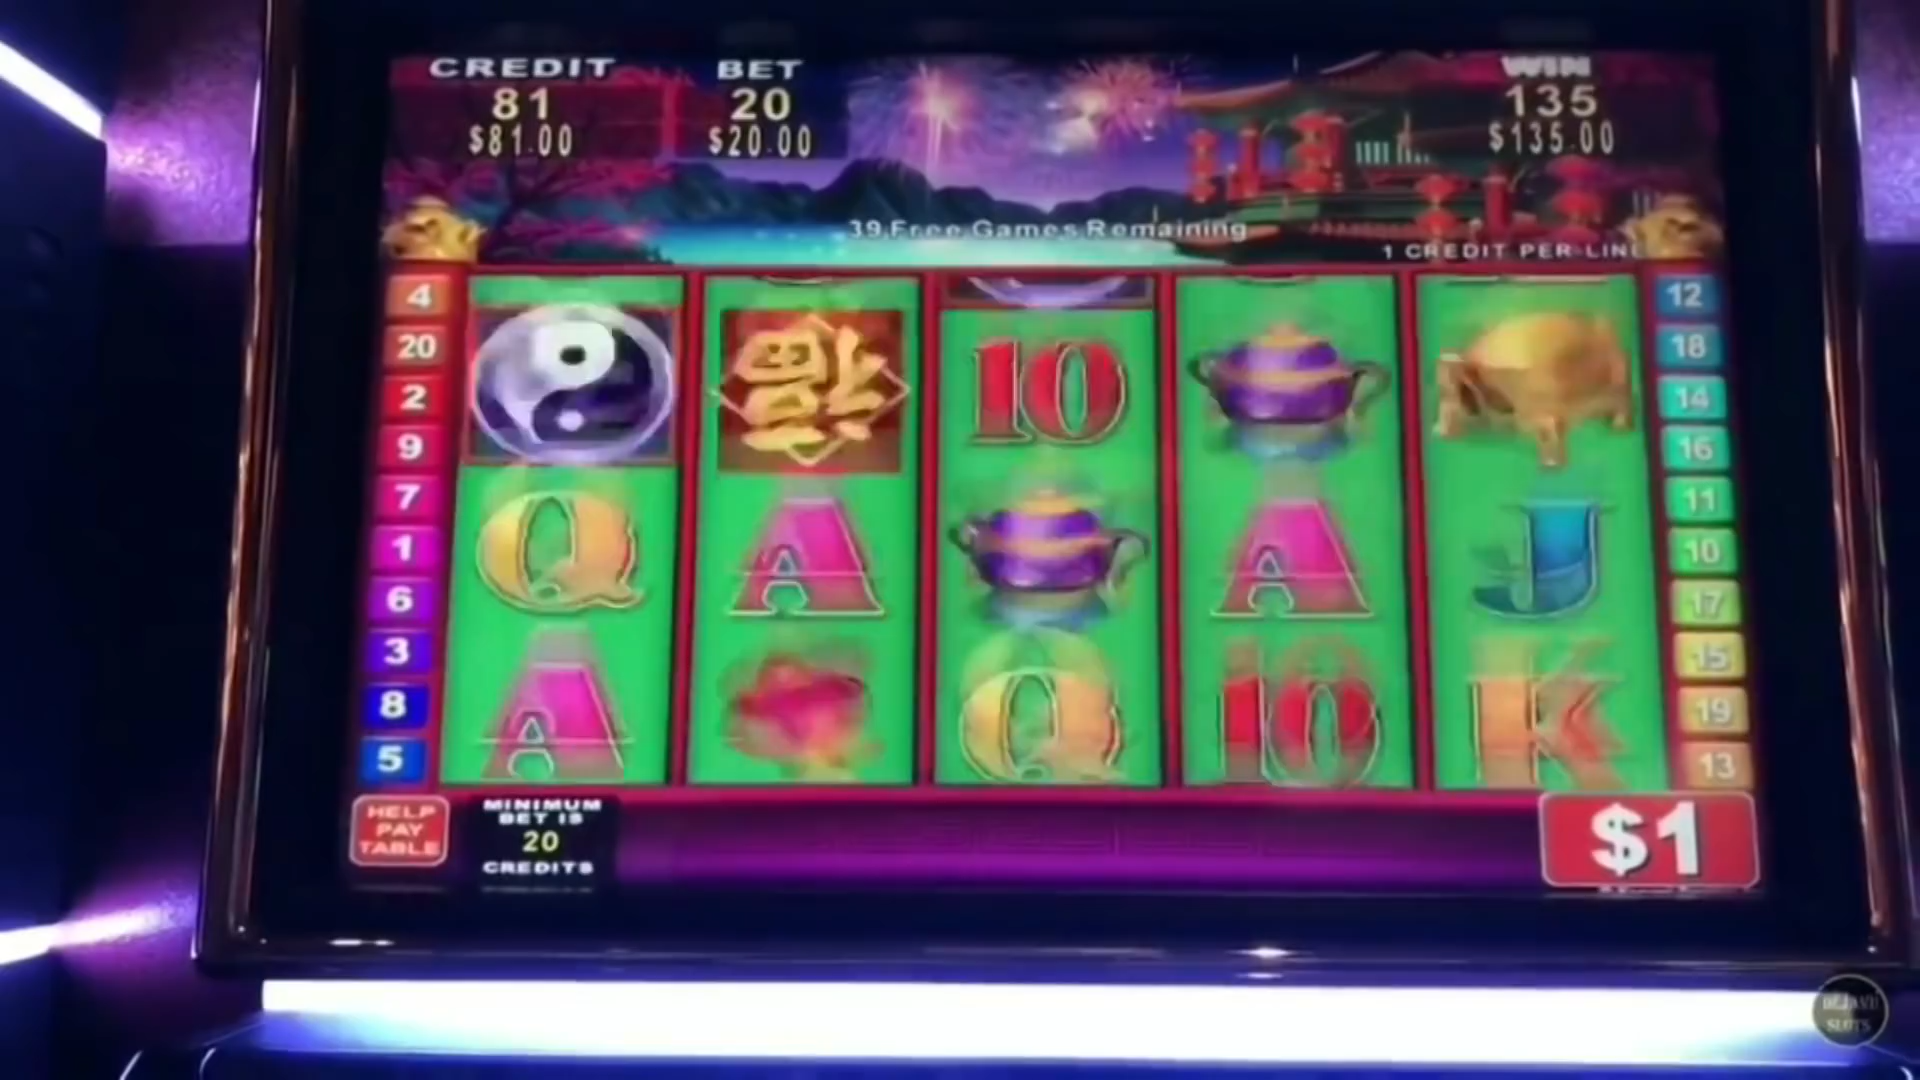 CREDIT
BET
WIN
81
20
135
$81.00
$20.00
$135.00
39 Free Games Remaining
1 CREDIT PER LINE
4
20
2
9
7
1
6
3
8
5
10
Q
A
A
J
A
Q
10
K
12
18
14
16
11
10
17
15
19
13
HELP
PAY
TABLE
MINIMUM
BET IS
20
CREDITS
$1
DEJAVU
SLOTS